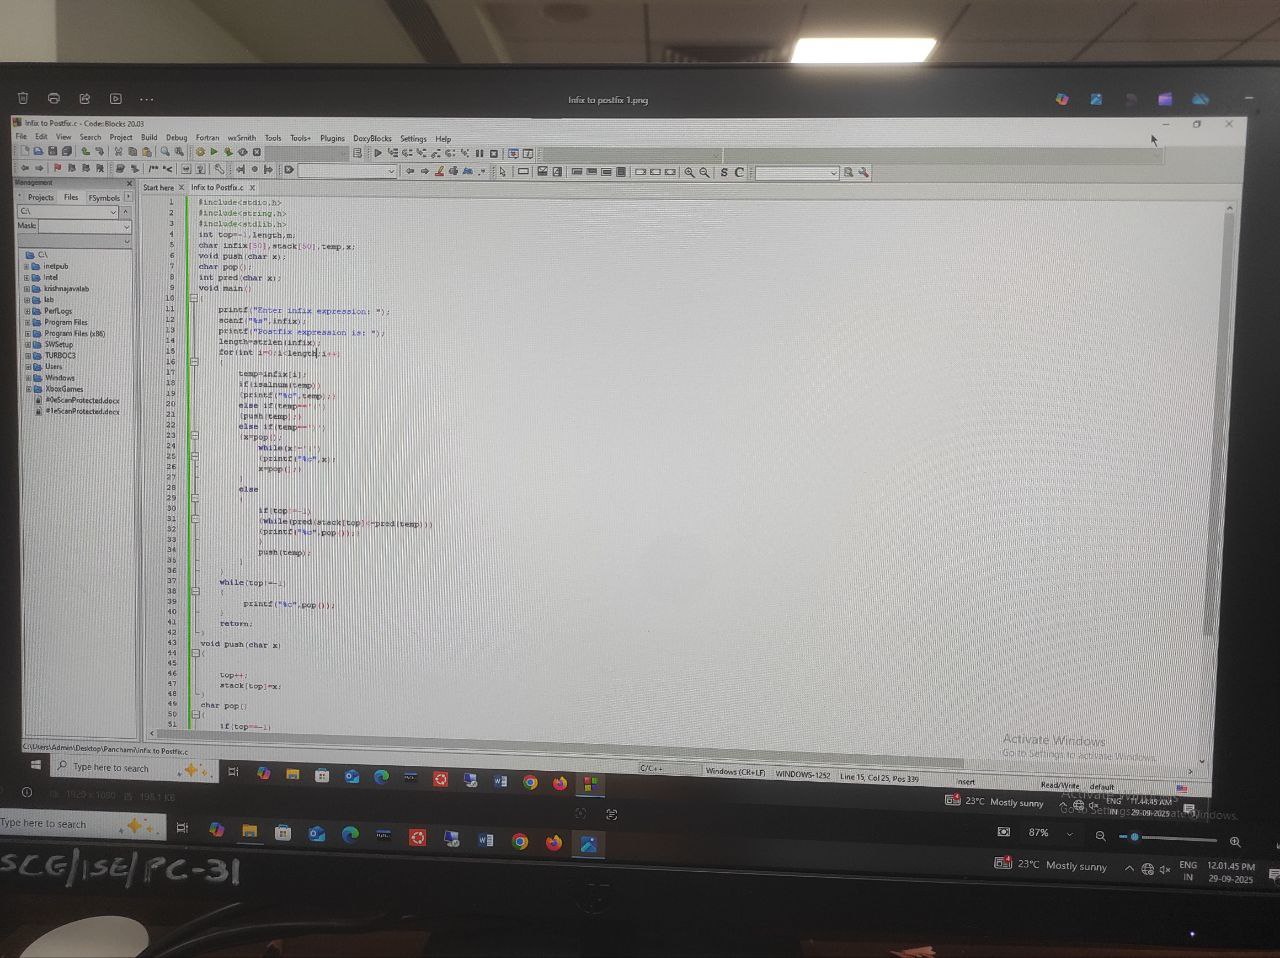 Infix to postfix 1.png
Infix to Postfix.c - Code::Blocks 20.03
File Edit View Search Project Build Debug Fortran wxSmith Tools Tools+ Plugins DoxyBlocks Settings Help
Management
Projects Files FSymbols
Start here Infix to Postfix.c
C:\
Mask:
C:\
inetpub
Intel
krishnajavalab
lab
PerfLogs
Program Files
Program Files (x86)
SWSetup
TURBOC3
Users
Windows
XboxGames
#0eScanProtected.docx
#1eScanProtected.docx
1 #include<stdio.h>
2 #include<string.h>
3 #include<stdlib.h>
4 int top=-1,length,m;
5 char infix[50],stack[50],temp,x;
6 void push(char x);
7 char pop();
8 int pred(char x);
9 void main()
10 {
11 printf("Enter infix expression: ");
12 scanf("%s",infix);
13 printf("Postfix expression is: ");
14 length=strlen(infix);
15 for(int i=0;i<length;i++)
16 {
17 temp=infix[i];
18 if(isalnum(temp))
19 {printf("%c",temp);}
20 else if(temp=='(')
21 {push(temp);}
22 else if(temp==')')
23 {x=pop();
24 while(x!='(')
25 {printf("%c",x);
26 x=pop();}
27
28 else
29 {
30 if(top!=-1)
31 {while(pred(stack[top]<=pred(temp)))
32 {printf("%c",pop());}
33 }
34 push(temp);
35 }
36 }
37 while(top!=-1)
38 {
39 printf("%c",pop());
40 }
41 return;
42 }
43 void push(char x)
44 {
45
46 top++;
47 stack[top]=x;
48 }
49 char pop()
50 {
51 if(top==-1)
Activate Windows
Go to Settings to activate Windows.
C:\Users\Admin\Desktop\Panchami\Infix to Postfix.c
C/C++ Windows (CR+LF) WINDOWS-1252 Line 15, Col 25, Pos 339 Insert Read/Write default
Type here to search
23°C Mostly sunny ENG IN 11.44.45 AM 29-09-2025
1920 x 1080 198.1 KB
87%
Type here to search
23°C Mostly sunny ENG IN 12.01.45 PM 29-09-2025
SCE/ISE/PC-31